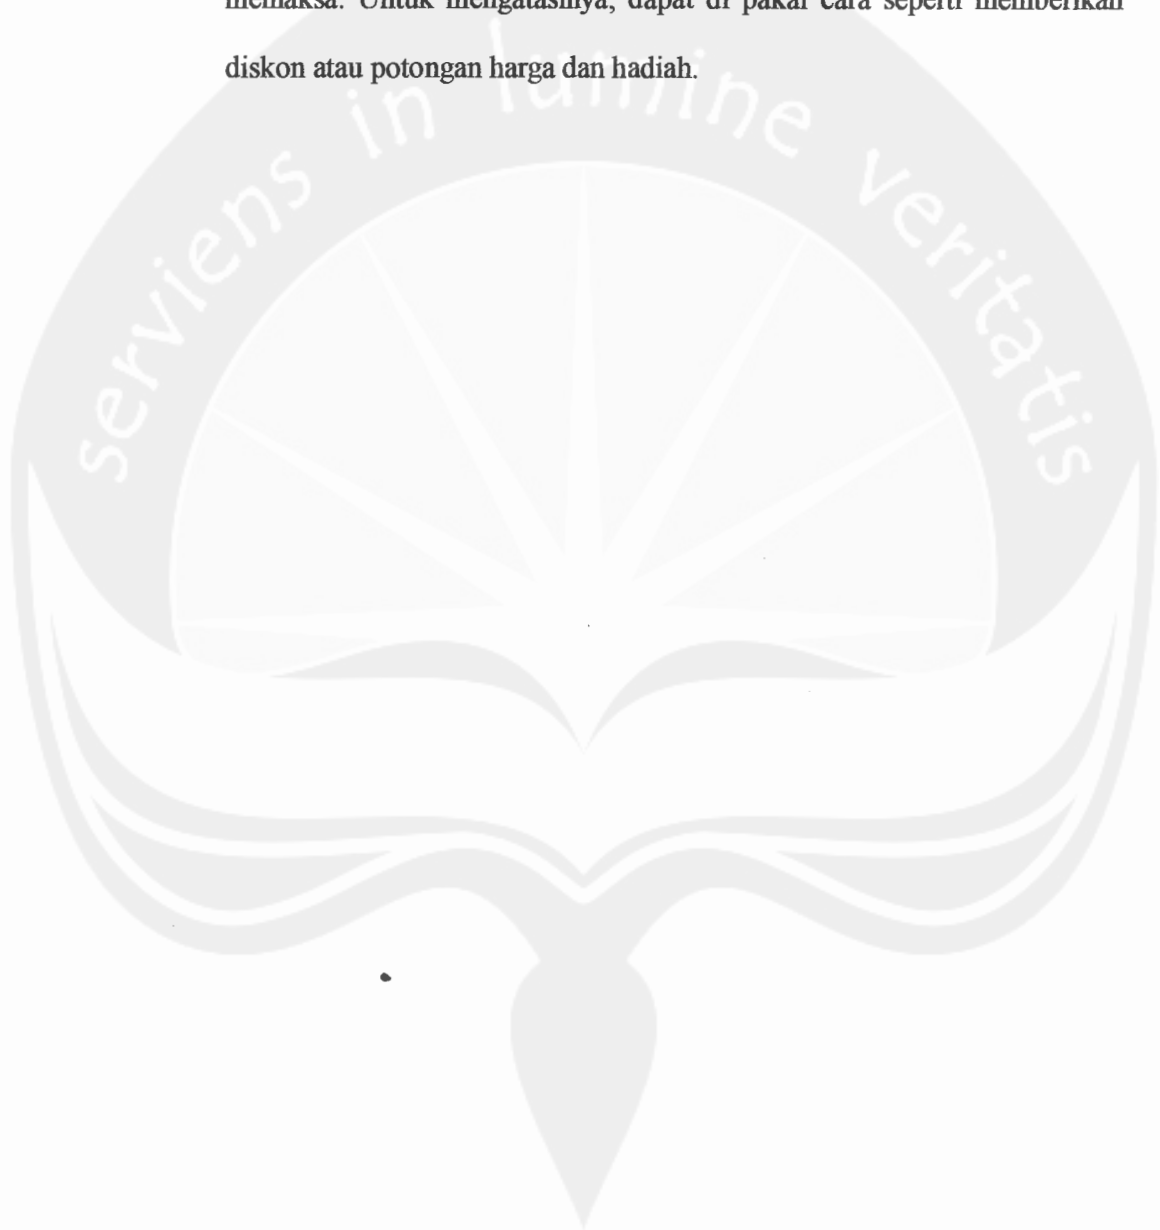 memaksa. Untuk mengatasinya, dapat di pakai cara seperti memberikan
diskon atau potongan harga dan hadiah.
serviens in lumine veritatis